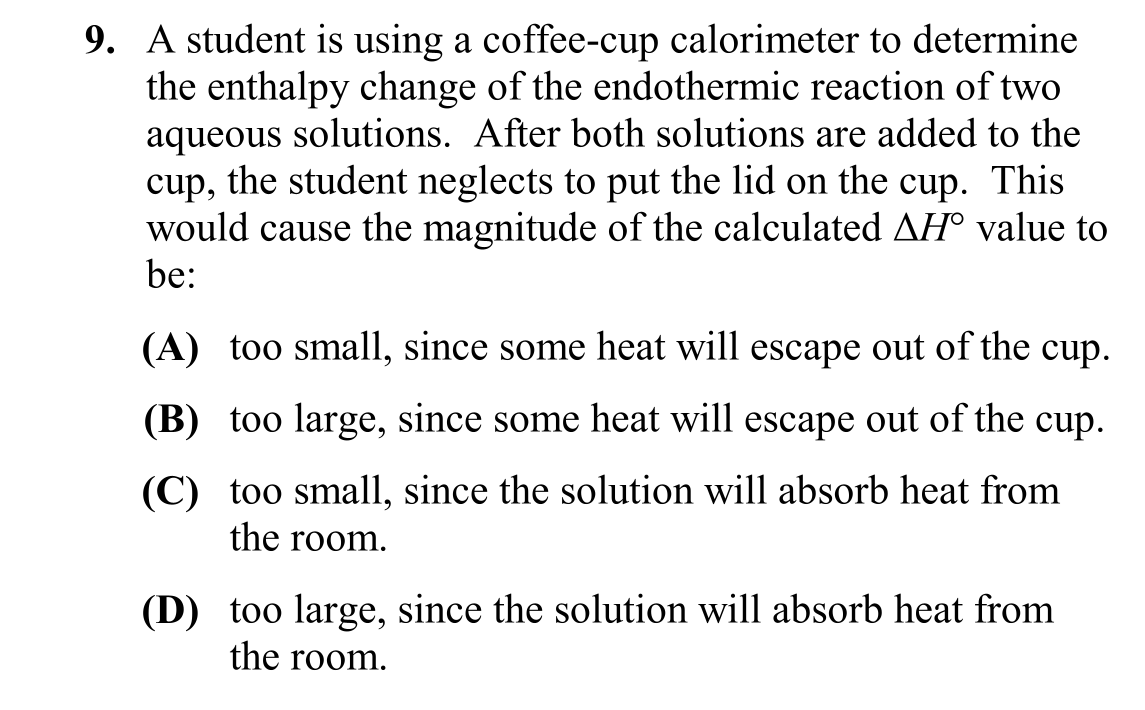 9. A student is using a coffee-cup calorimeter to determine
the enthalpy change of the endothermic reaction of two
aqueous solutions. After both solutions are added to the
cup, the student neglects to put the lid on the cup. This
would cause the magnitude of the calculated ΔH° value to
be:
(A) too small, since some heat will escape out of the cup.
(B) too large, since some heat will escape out of the cup.
(C) too small, since the solution will absorb heat from
the room.
(D) too large, since the solution will absorb heat from
the room.